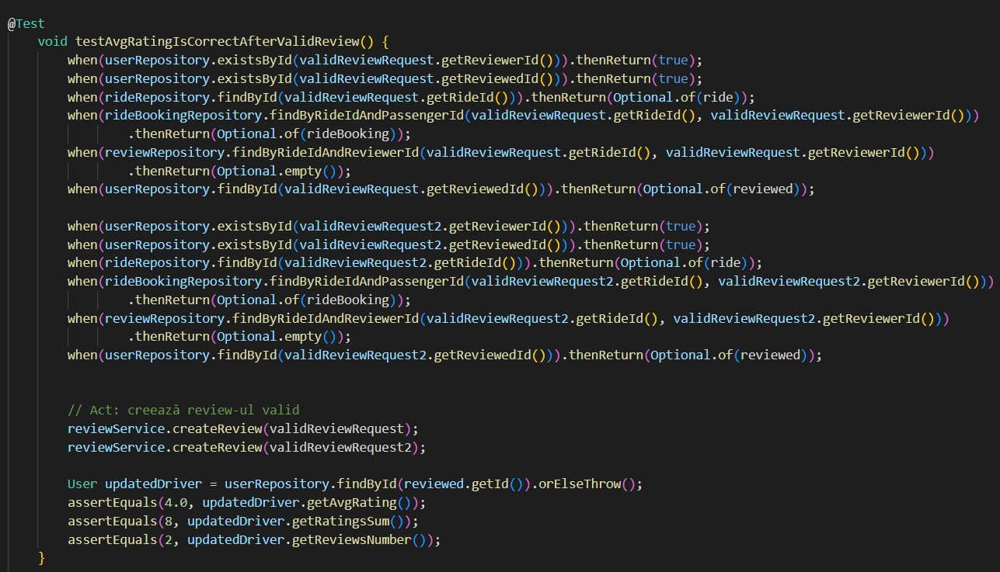 @Test
void testAvgRatingIsCorrectAfterValidReview() {
when(userRepository.existsById(validReviewRequest.getReviewerId())).thenReturn(true);
when(userRepository.existsById(validReviewRequest.getReviewedId())).thenReturn(true);
when(rideRepository.findById(validReviewRequest.getRideId())).thenReturn(Optional.of(ride));
when(rideBookingRepository.findByRideIdAndPassengerId(validReviewRequest.getRideId(), validReviewRequest.getReviewerId()))
.thenReturn(Optional.of(rideBooking));
when(reviewRepository.findByRideIdAndReviewerId(validReviewRequest.getRideId(), validReviewRequest.getReviewerId()))
.thenReturn(Optional.empty());
when(userRepository.findById(validReviewRequest.getReviewedId())).thenReturn(Optional.of(reviewed));
when(userRepository.existsById(validReviewRequest2.getReviewerId())).thenReturn(true);
when(userRepository.existsById(validReviewRequest2.getReviewedId())).thenReturn(true);
when(rideRepository.findById(validReviewRequest2.getRideId())).thenReturn(Optional.of(ride));
when(rideBookingRepository.findByRideIdAndPassengerId(validReviewRequest2.getRideId(), validReviewRequest2.getReviewerId()))
.thenReturn(Optional.of(rideBooking));
when(reviewRepository.findByRideIdAndReviewerId(validReviewRequest2.getRideId(), validReviewRequest2.getReviewerId()))
.thenReturn(Optional.empty());
when(userRepository.findById(validReviewRequest2.getReviewedId())).thenReturn(Optional.of(reviewed));
// Act: creează review-ul valid
reviewService.createReview(validReviewRequest);
reviewService.createReview(validReviewRequest2);
User updatedDriver = userRepository.findById(reviewed.getId()).orElseThrow();
assertEquals(4.0, updatedDriver.getAvgRating());
assertEquals(8, updatedDriver.getRatingsSum());
assertEquals(2, updatedDriver.getReviewsNumber());
}